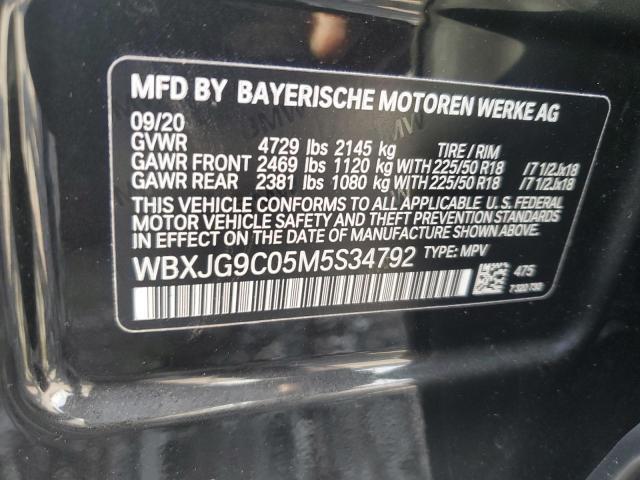 MFD BY BAYERISCHE MOTOREN WERKE AG
09/20
GVWR 4729 lbs 2145 kg TIRE / RIM
GAWR FRONT 2469 lbs 1120 kg WITH 225/50 R18 /7 1/2Jx18
GAWR REAR 2381 lbs 1080 kg WITH 225/50 R18 /7 1/2Jx18
THIS VEHICLE CONFORMS TO ALL APPLICABLE U. S. FEDERAL
MOTOR VEHICLE SAFETY AND THEFT PREVENTION STANDARDS
IN EFFECT ON THE DATE OF MANUFACTURE SHOWN ABOVE.
WBXJG9C05M5S34792 TYPE: MPV
475
7 320 730